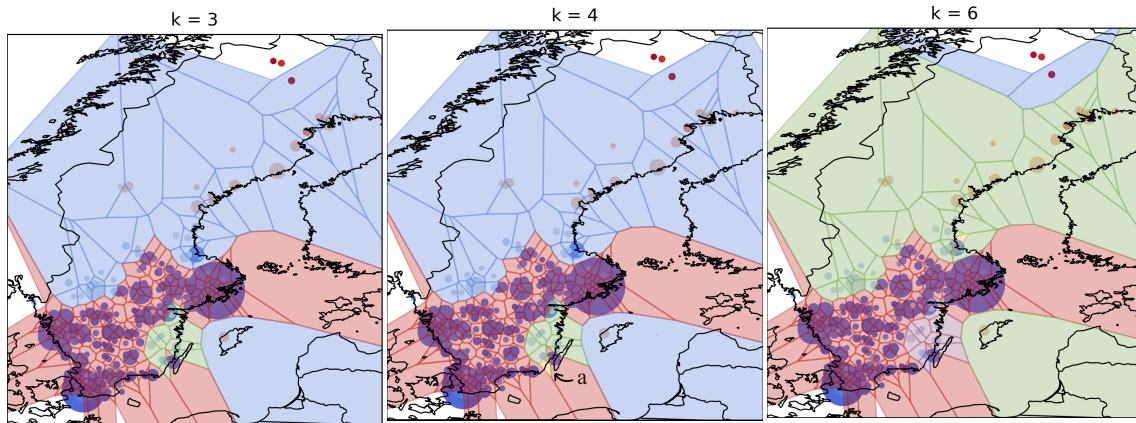 k = 3
k = 4
k = 6
a